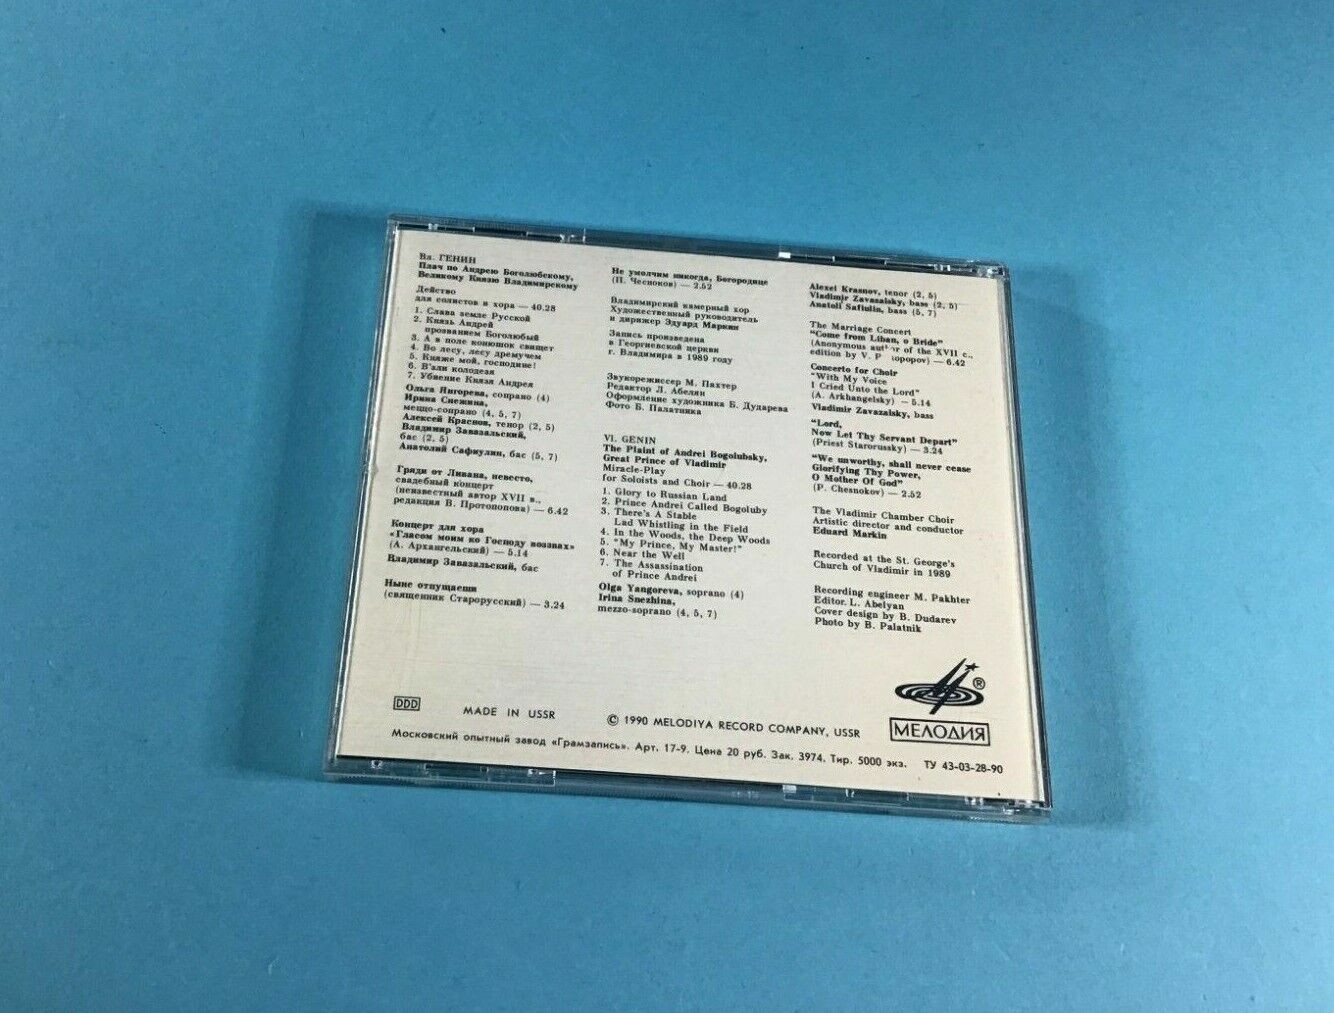 Вл. ГЕНИН
Плач по Андрею Боголюбскому,
Великому Князю Владимирскому
Действо
для солистов и хора — 40.28
1. Слава земле Русской
2. Князь Андрей
прозванием Боголюбый
3. А в поле конюшок свищет
4. Во лесу, лесу дремучем
5. Княже мой, господине!
6. В'зли колодезя
7. Убиение Князя Андрея
Ольга Янгорева, сопрано (4)
Ирина Снежина,
меццо-сопрано (4, 5, 7)
Алексей Краснов, тенор (2, 5)
Владимир Завазальский,
бас (2, 5)
Анатолий Сафиулин, бас (5, 7)
Гряди от Ливана, невесто,
свадебный концерт
(неизвестный автор XVII в.,
редакция В. Протопопова) — 6.42
Концерт для хора
«Гласом моим ко Господу воззвах»
(А. Архангельский) — 5.14
Владимир Завазальский, бас
Ныне отпущаеши
(священник Старорусский) — 3.24
Не умолчим никогда, Богородице
(П. Чесноков) — 2.52
Владимирский камерный хор
Художественный руководитель
и дирижер Эдуард Маркин
Запись произведена
в Георгиевской церкви
г. Владимира в 1989 году
Звукорежиссер М. Пахтер
Редактор Л. Абелян
Оформление художника Б. Дударева
Фото Б. Палатника
Vl. GENIN
The Plaint of Andrei Bogolubsky,
Great Prince of Vladimir
Miracle-Play
for Soloists and Choir — 40.28
1. Glory to Russian Land
2. Prince Andrei Called Bogoluby
3. There's A Stable
Lad Whistling in the Field
4. In the Woods, the Deep Woods
5. "My Prince, My Master!"
6. Near the Well
7. The Assassination
of Prince Andrei
Olga Yangoreva, soprano (4)
Irina Snezhina,
mezzo-soprano (4, 5, 7)
Alexei Krasnov, tenor (2, 5)
Vladimir Zavazalsky, bass (2, 5)
Anatoli Safiulin, bass (5, 7)
The Marriage Concert
"Come from Liban, o Bride"
(Anonymous of the XVII c.,
edition by V. — 6.42
Concerto for Choir
"With My Voice
I Cried Unto the Lord"
(A. Arkhangelsky) — 5.14
Vladimir Zavazalsky, bass
"Lord,
Now Let Thy Servant Depart"
(Priest Starorussky) — 3.24
"We unworthy, shall never cease
Glorifying Thy Power,
O Mother Of God"
(P. Chesnokov) — 2.52
The Vladimir Chamber Choir
Artistic director and conductor
Eduard Markin
Recorded at the St. George's
Church of Vladimir in 1989
Recording engineer M. Pakhter
Editor. L. Abelyan
Cover design by B. Dudarev
Photo by B. Palatnik
DDD
MADE IN USSR
© 1990 MELODIYA RECORD COMPANY, USSR
®
МЕЛОДИЯ
Московский опытный завод «Грамзапись». Арт. 17-9. Цена 20 руб. Зак. 3974. Тир. 5000 экз. ТУ 43-03-28-90